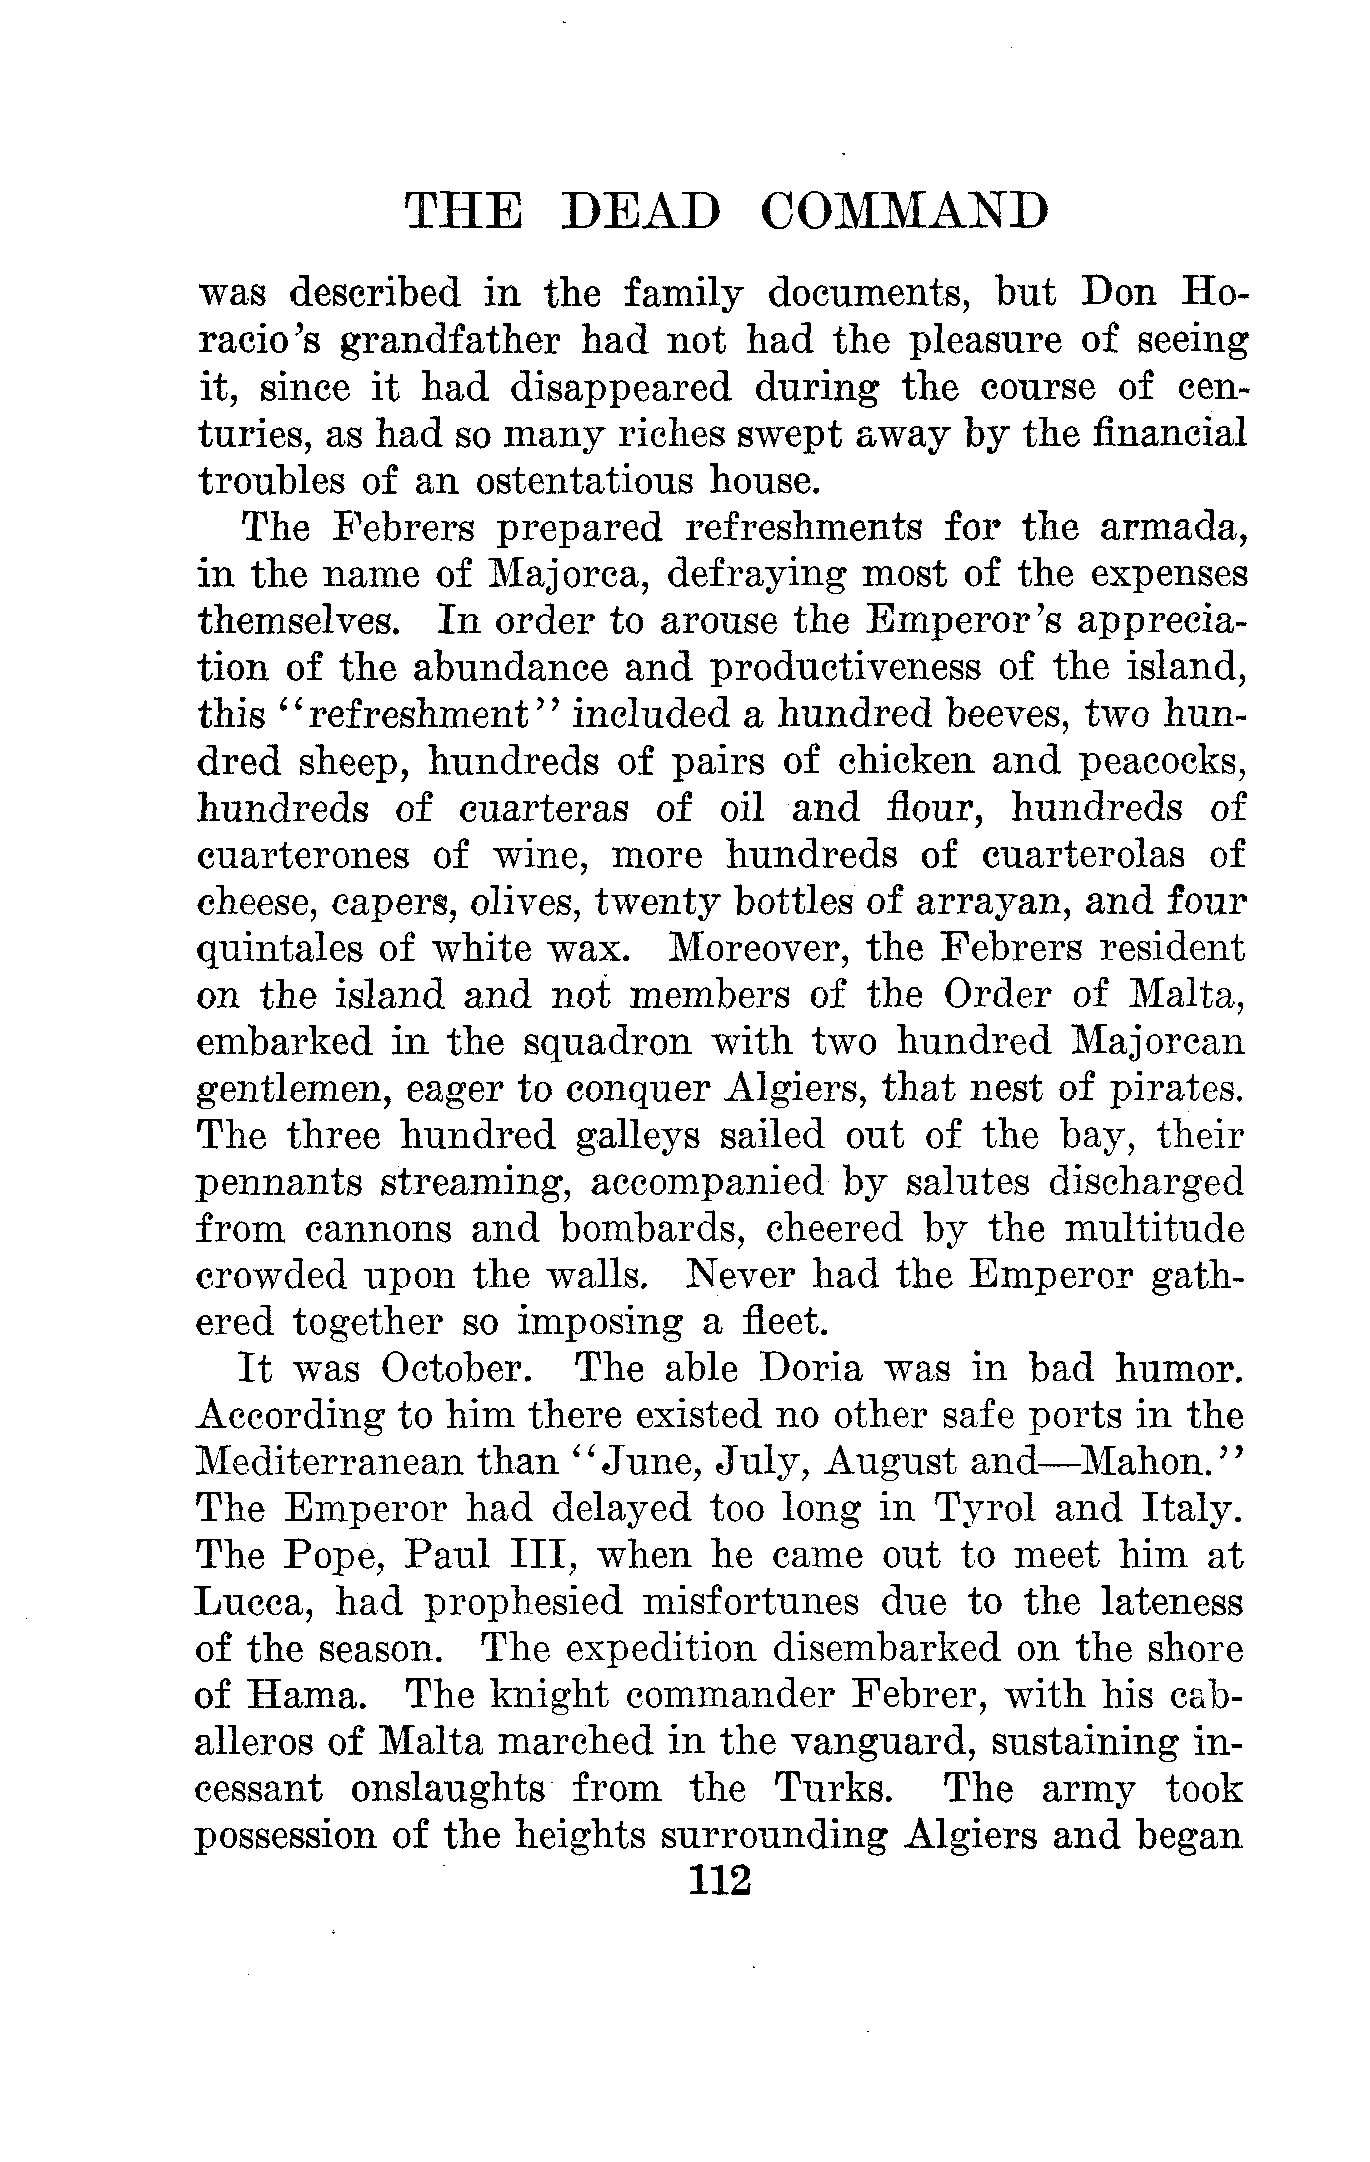 THE DEAD COMMAND
was described in the family documents, but Don Ho-
racio's grandfather had not had the pleasure of seeing
it, since it had disappeared during the course of cen-
turies, as had so many riches swept away by the financial
troubles of an ostentatious house.
The Febrers prepared refreshments for the armada,
in the name of Majorca, defraying most of the expenses
themselves. In order to arouse the Emperor's apprecia-
tion of the abundance and productiveness of the island,
this "refreshment" included a hundred beeves, two hun-
dred sheep, hundreds of pairs of chicken and peacocks,
hundreds of cuarteras of oil and flour, hundreds of
cuarterones of wine, more hundreds of cuarterolas of
cheese, capers, olives, twenty bottles of arrayan, and four
quintales of white wax. Moreover, the Febrers resident
on the island and not members of the Order of Malta,
embarked in the squadron with two hundred Majorcan
gentlemen, eager to conquer Algiers, that nest of pirates.
The three hundred galleys sailed out of the bay, their
pennants streaming, accompanied by salutes discharged
from cannons and bombards, cheered by the multitude
crowded upon the walls. Never had the Emperor gath-
ered together so imposing a fleet.
It was October. The able Doria was in bad humor.
According to him there existed no other safe ports in the
Mediterranean than "June, July, August and—Mahon."
The Emperor had delayed too long in Tyrol and Italy.
The Pope, Paul III, when he came out to meet him at
Lucca, had prophesied misfortunes due to the lateness
of the season. The expedition disembarked on the shore
of Hama. The knight commander Febrer, with his cab-
alleros of Malta marched in the vanguard, sustaining in-
cessant onslaughts from the Turks. The army took
possession of the heights surrounding Algiers and began
112